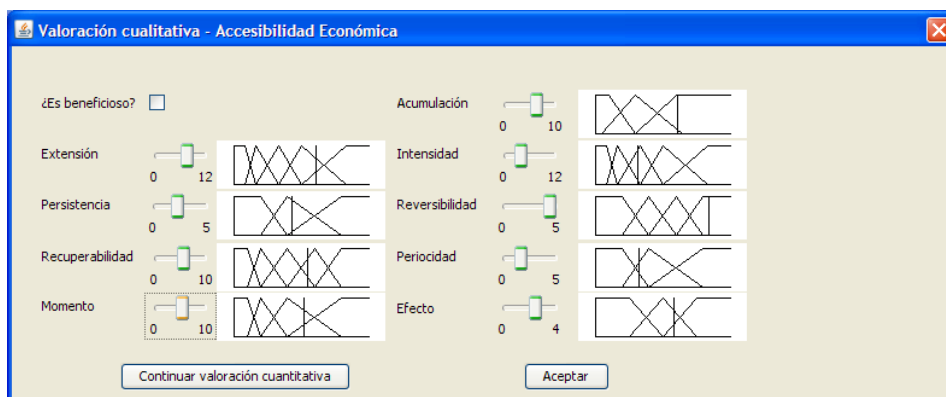 Valoración cualitativa - Accesibilidad Económica
¿Es beneficioso?
Acumulación
0 10
Extensión
0 12
Intensidad
0 12
Persistencia
0 5
Reversibilidad
0 5
Recuperabilidad
0 10
Periocidad
0 5
Momento
0 10
Efecto
0 4
Continuar valoración cuantitativa
Aceptar